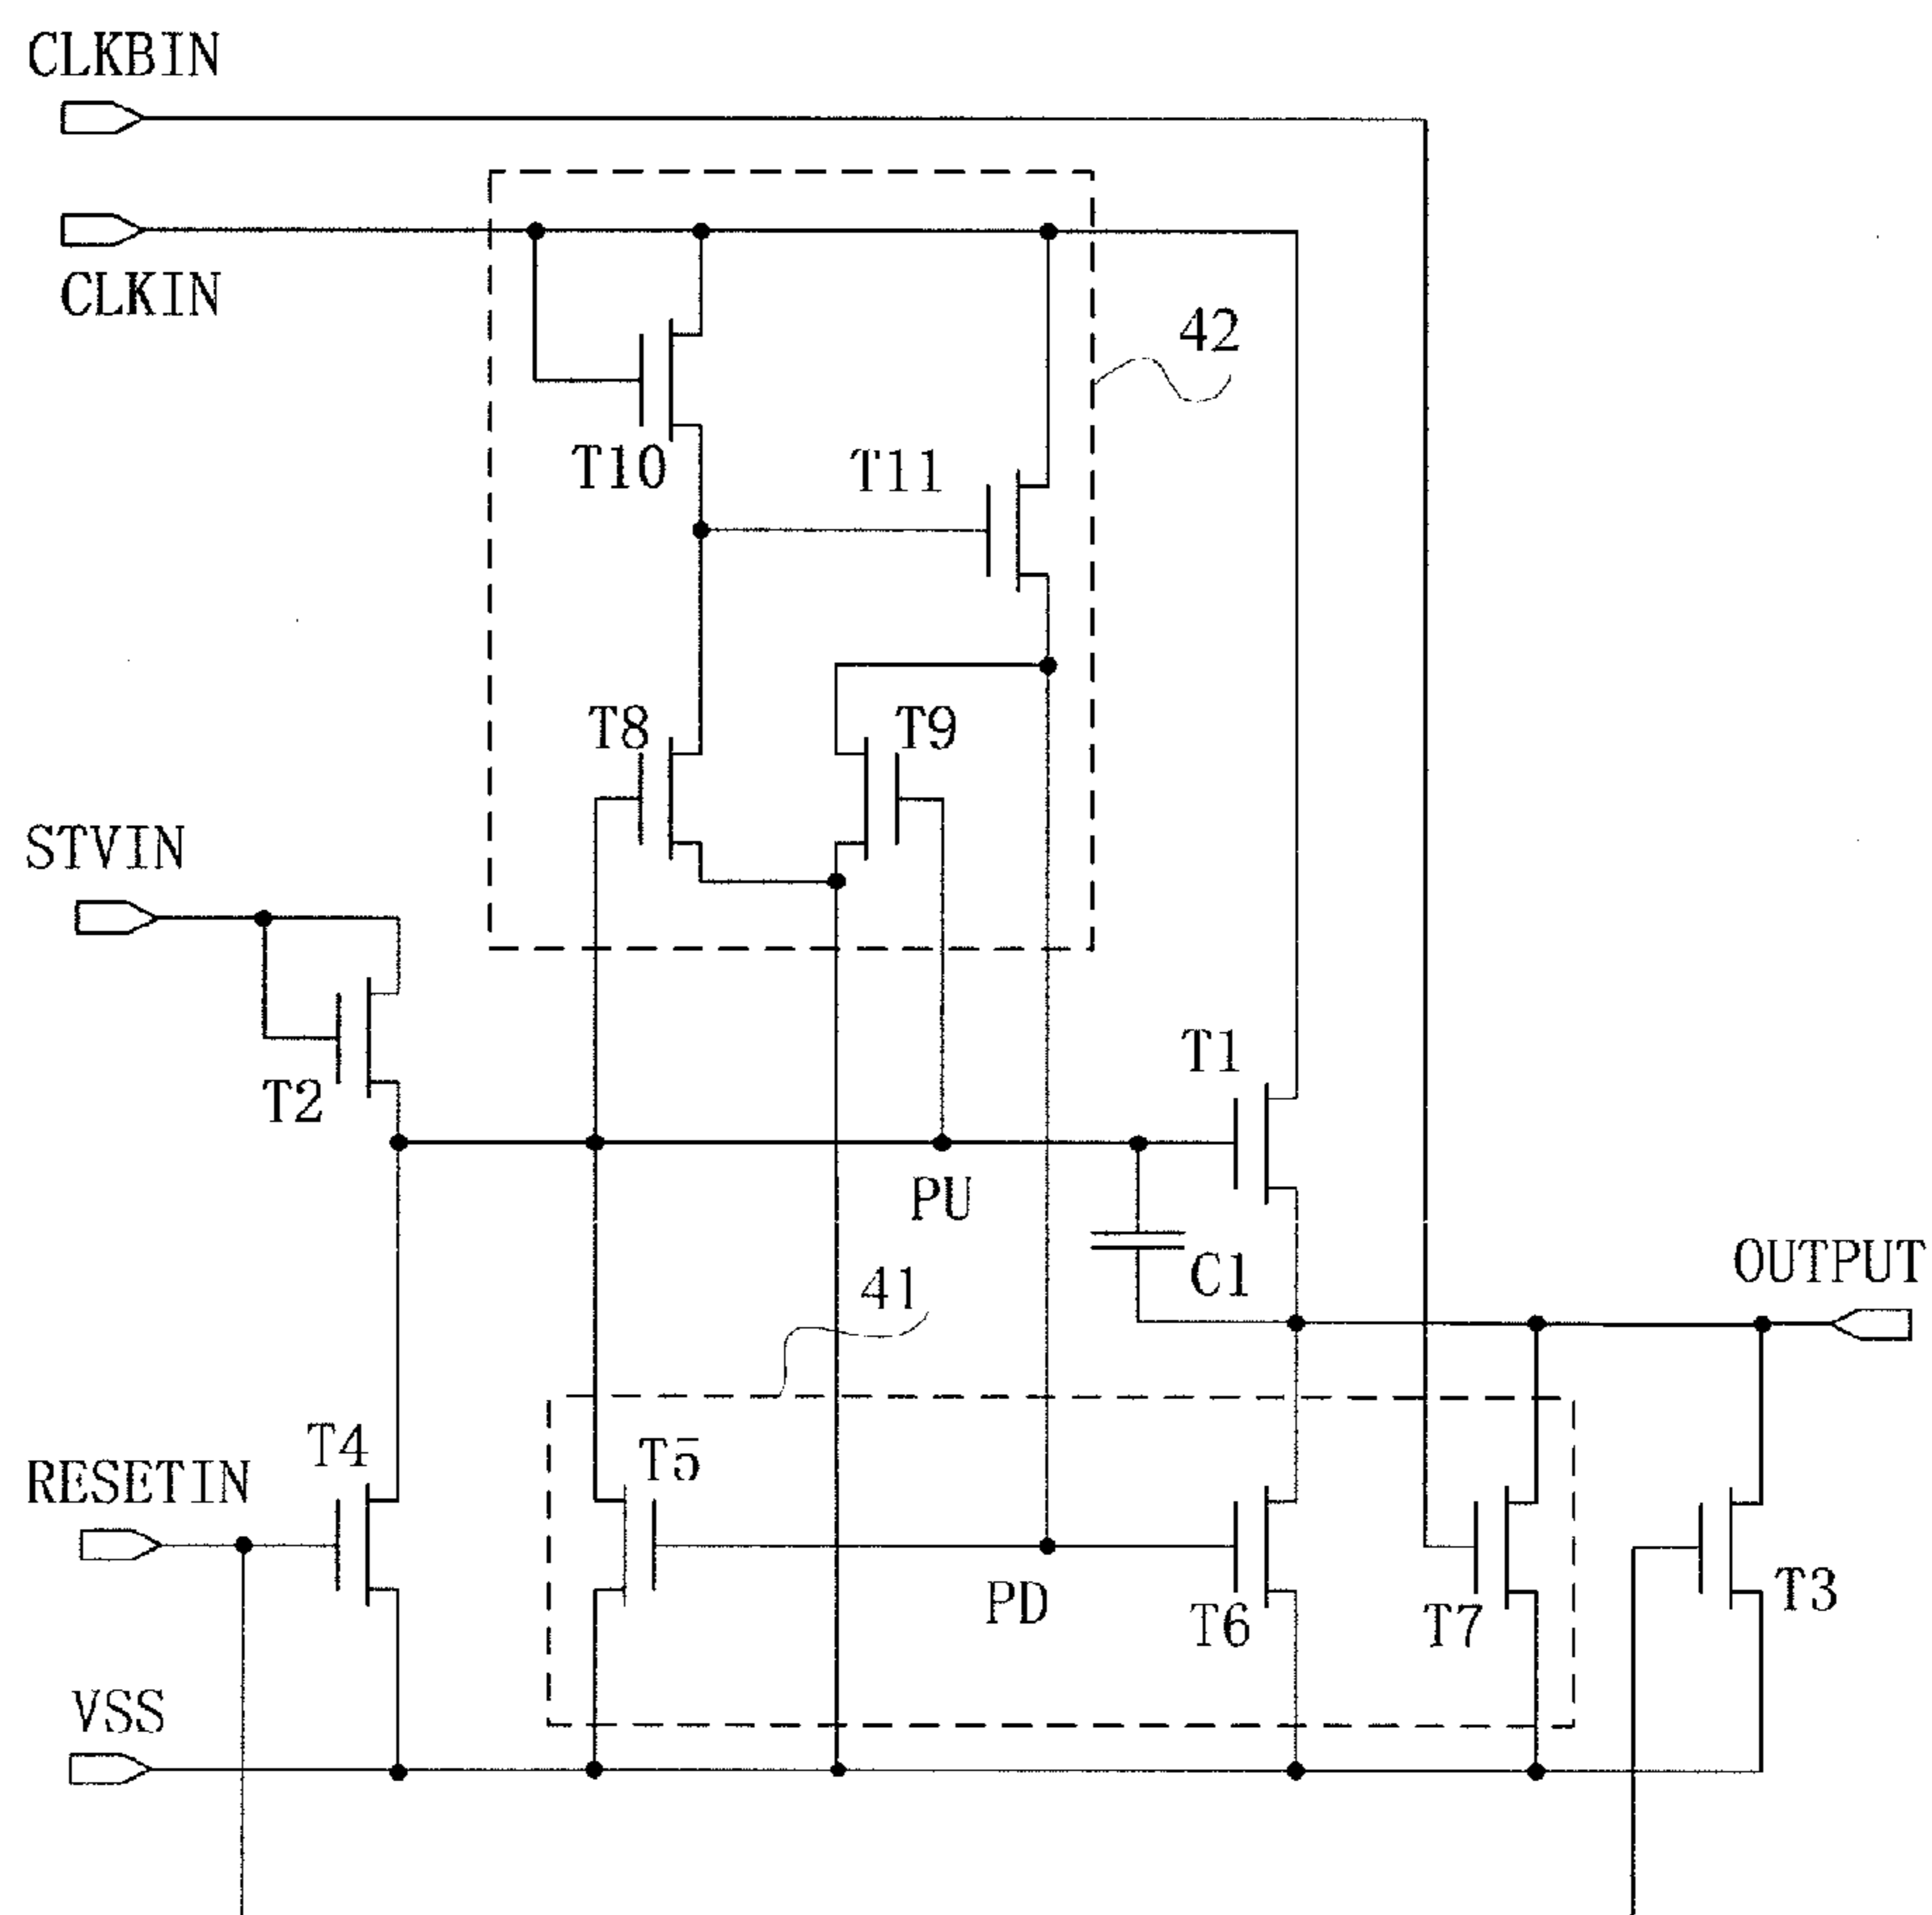 CLKBIN
CLKIN
42
T10
T11
T8
T9
STVIN
T2
T1
PU
C1
OUTPUT
41
T4
T5
RESETIN
PD
T6
T7
T3
VSS